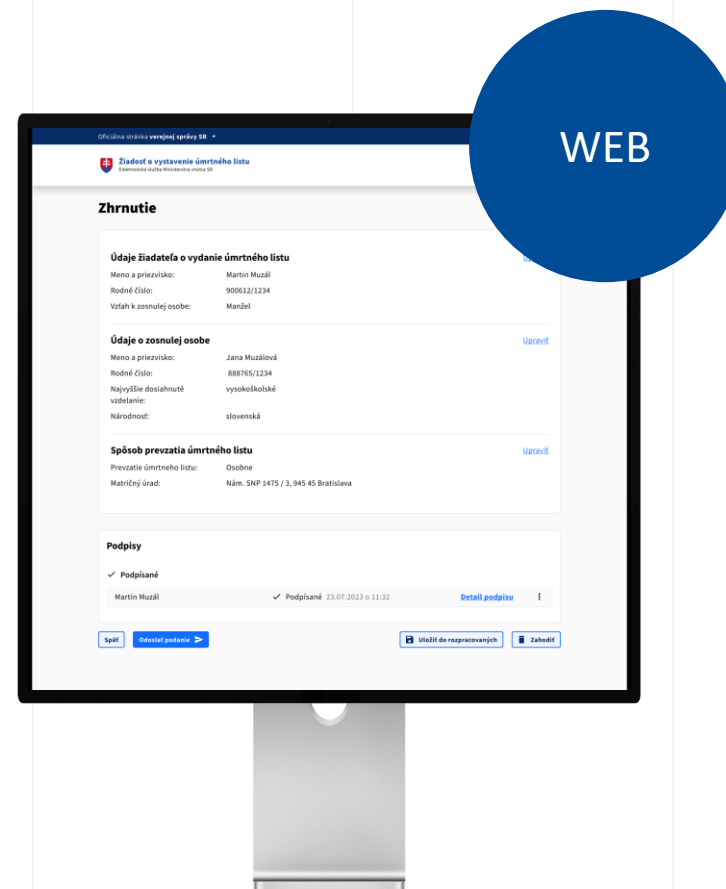 WEB
Oficiálna stránka verejnej správy SR
Žiadosť o vystavenie úmrtného listu
Elektronická služba Ministerstva vnútra SR
Zhrnutie
Údaje žiadateľa o vydanie úmrtného listu
Meno a priezvisko: Martin Muzál
Rodné číslo: 900612/1234
Vzťah k zosnulej osobe: Manžel
Údaje o zosnulej osobe Upraviť
Meno a priezvisko: Jana Muzálová
Rodné číslo: 888765/1234
Najvyššie dosiahnuté vysokoškolské
vzdelanie:
Národnosť: slovenská
Spôsob prevzatia úmrtného listu Upraviť
Prevzatie úmrtneho listu: Osobne
Matričný úrad: Nám. SNP 1475 / 3, 945 45 Bratislava
Podpisy
Podpísané
Martin Muzál Podpísané 23.07.2023 o 11:32 Detail podpisu
Späť Odoslať podanie Uložiť do rozpracovaných Zahodiť